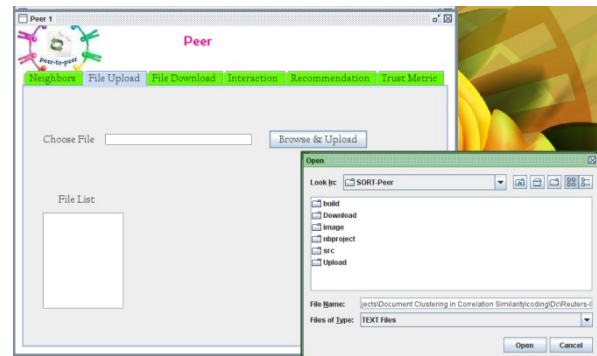 Peer 1
Peer
Peer-to-peer
Neighbors File Upload File Download Interaction Recommendation Trust Metric
Choose File Browse & Upload
File List
Open
Look In: SORT-Peer
build
Download
image
nbproject
src
Upload
File Name: jects\Document Clustering in Correlation Similarity\coding\Dc\Reuters-
Files of Type: TEXT Files
Open Cancel